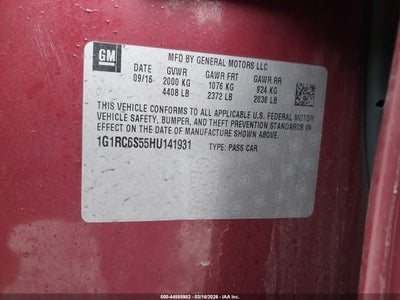 GM
MFD BY GENERAL MOTORS LLC
DATE GVWR GAWR FRT GAWR RR
09/16 2000 KG 1076 KG 924 KG
4408 LB 2372 LB 2036 LB
THIS VEHICLE CONFORMS TO ALL APPLICABLE U.S. FEDERAL MOTOR
VEHICLE SAFETY, BUMPER, AND THEFT PREVENTION STANDARDS IN
EFFECT ON THE DATE OF MANUFACTURE SHOWN ABOVE.
1G1RC6S55HU141931 TYPE: PASS CAR